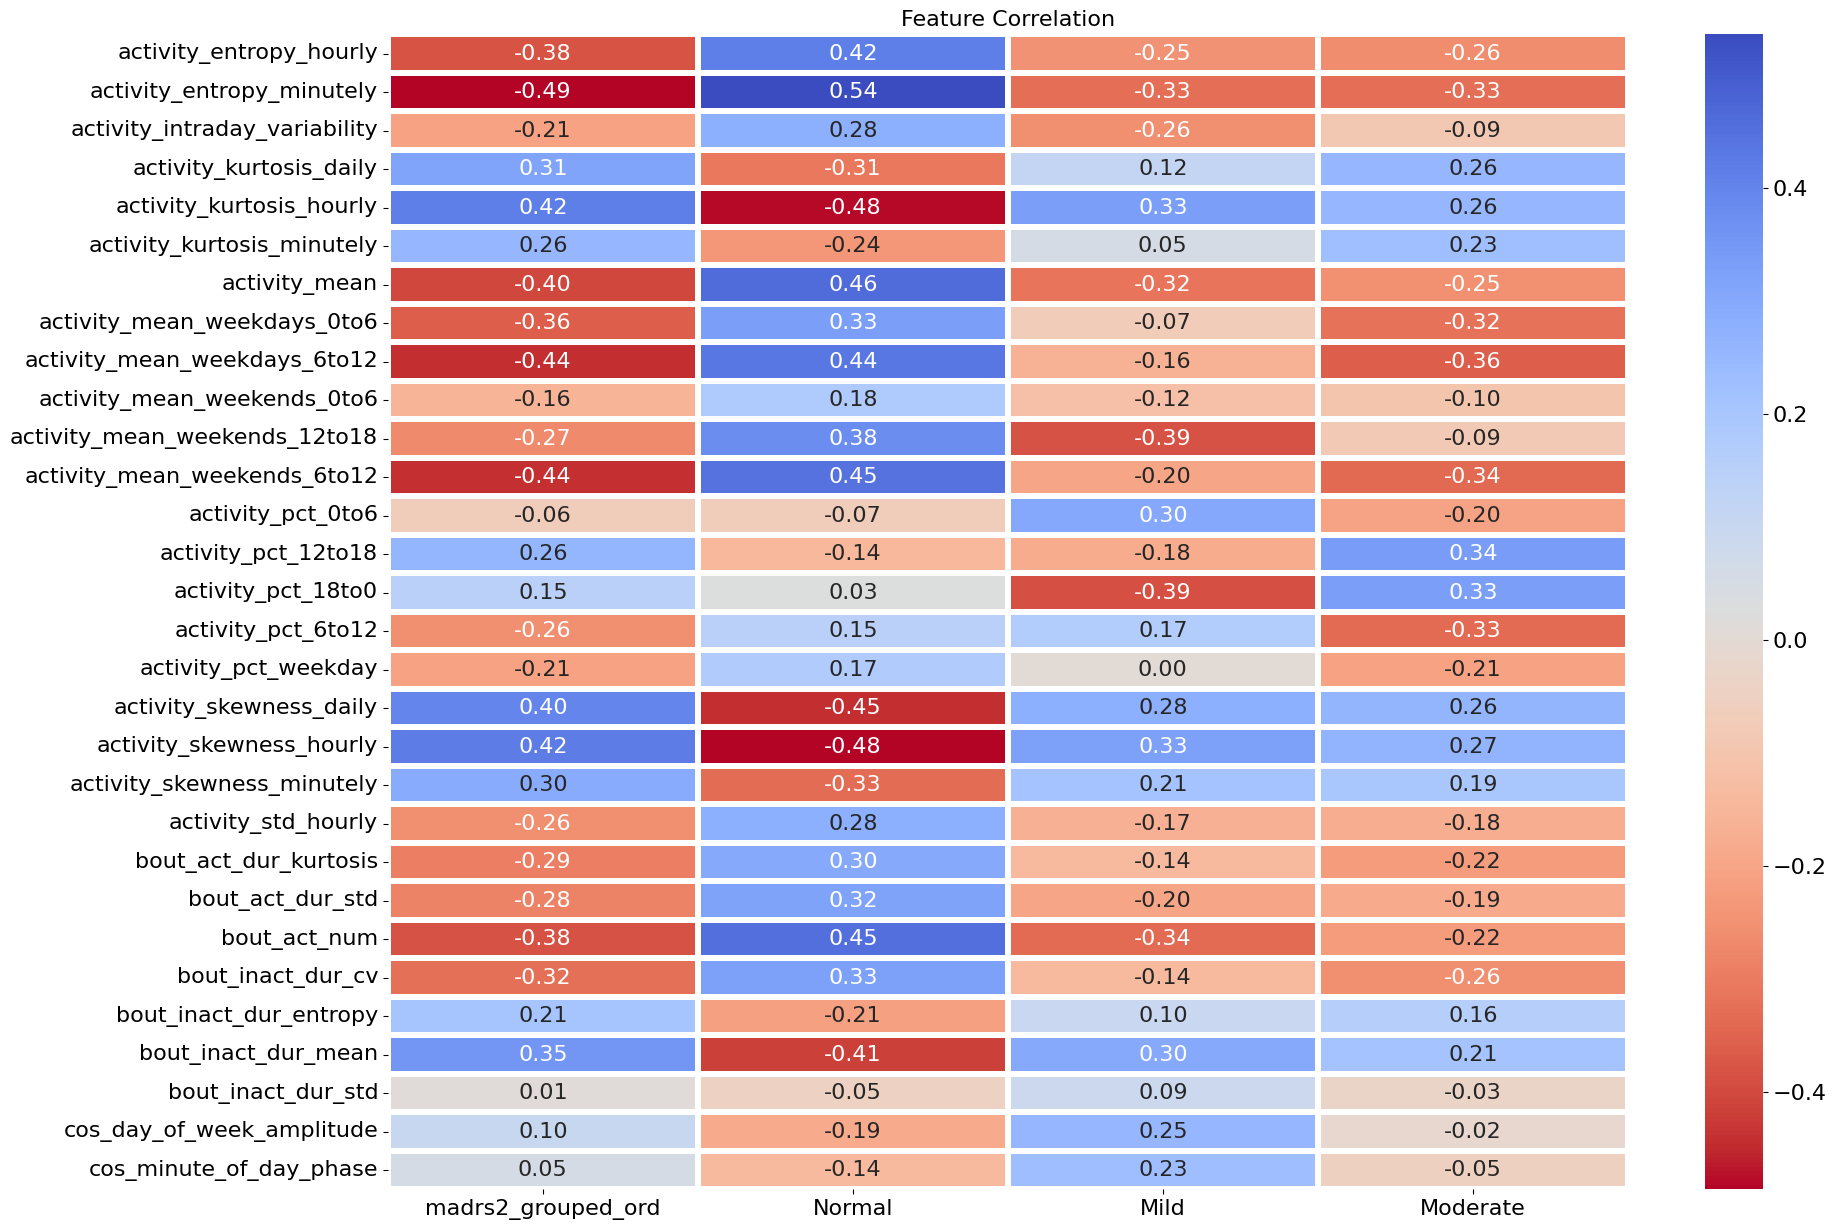 Feature Correlation
activity_entropy_hourly -0.38 0.42 -0.25 -0.26
activity_entropy_minutely -0.49 0.54 -0.33 -0.33
activity_intraday_variability -0.21 0.28 -0.26 -0.09
activity_kurtosis_daily 0.31 -0.31 0.12 0.26
activity_kurtosis_hourly 0.42 -0.48 0.33 0.26
activity_kurtosis_minutely 0.26 -0.24 0.05 0.23
activity_mean -0.40 0.46 -0.32 -0.25
activity_mean_weekdays_0to6 -0.36 0.33 -0.07 -0.32
activity_mean_weekdays_6to12 -0.44 0.44 -0.16 -0.36
activity_mean_weekends_0to6 -0.16 0.18 -0.12 -0.10
activity_mean_weekends_12to18 -0.27 0.38 -0.39 -0.09
activity_mean_weekends_6to12 -0.44 0.45 -0.20 -0.34
activity_pct_0to6 -0.06 -0.07 0.30 -0.20
activity_pct_12to18 0.26 -0.14 -0.18 0.34
activity_pct_18to0 0.15 0.03 -0.39 0.33
activity_pct_6to12 -0.26 0.15 0.17 -0.33
activity_pct_weekday -0.21 0.17 0.00 -0.21
activity_skewness_daily 0.40 -0.45 0.28 0.26
activity_skewness_hourly 0.42 -0.48 0.33 0.27
activity_skewness_minutely 0.30 -0.33 0.21 0.19
activity_std_hourly -0.26 0.28 -0.17 -0.18
bout_act_dur_kurtosis -0.29 0.30 -0.14 -0.22
bout_act_dur_std -0.28 0.32 -0.20 -0.19
bout_act_num -0.38 0.45 -0.34 -0.22
bout_inact_dur_cv -0.32 0.33 -0.14 -0.26
bout_inact_dur_entropy 0.21 -0.21 0.10 0.16
bout_inact_dur_mean 0.35 -0.41 0.30 0.21
bout_inact_dur_std 0.01 -0.05 0.09 -0.03
cos_day_of_week_amplitude 0.10 -0.19 0.25 -0.02
cos_minute_of_day_phase 0.05 -0.14 0.23 -0.05
madrs2_grouped_ord Normal Mild Moderate
0.4
0.2
0.0
−0.2
−0.4